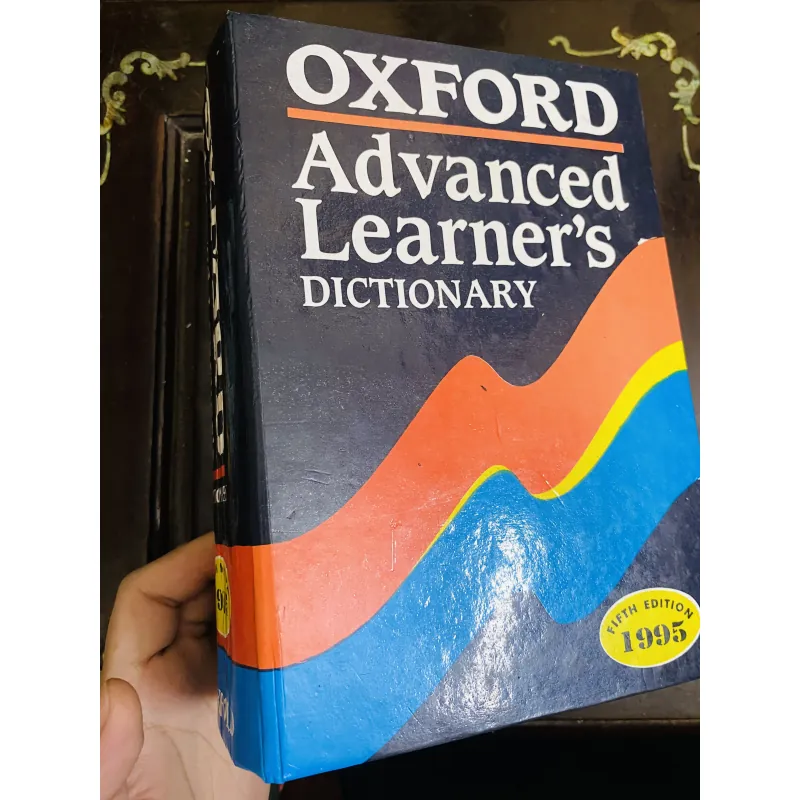 OXFORD
Advanced
Learner's
DICTIONARY
FIFTH EDITION
1995